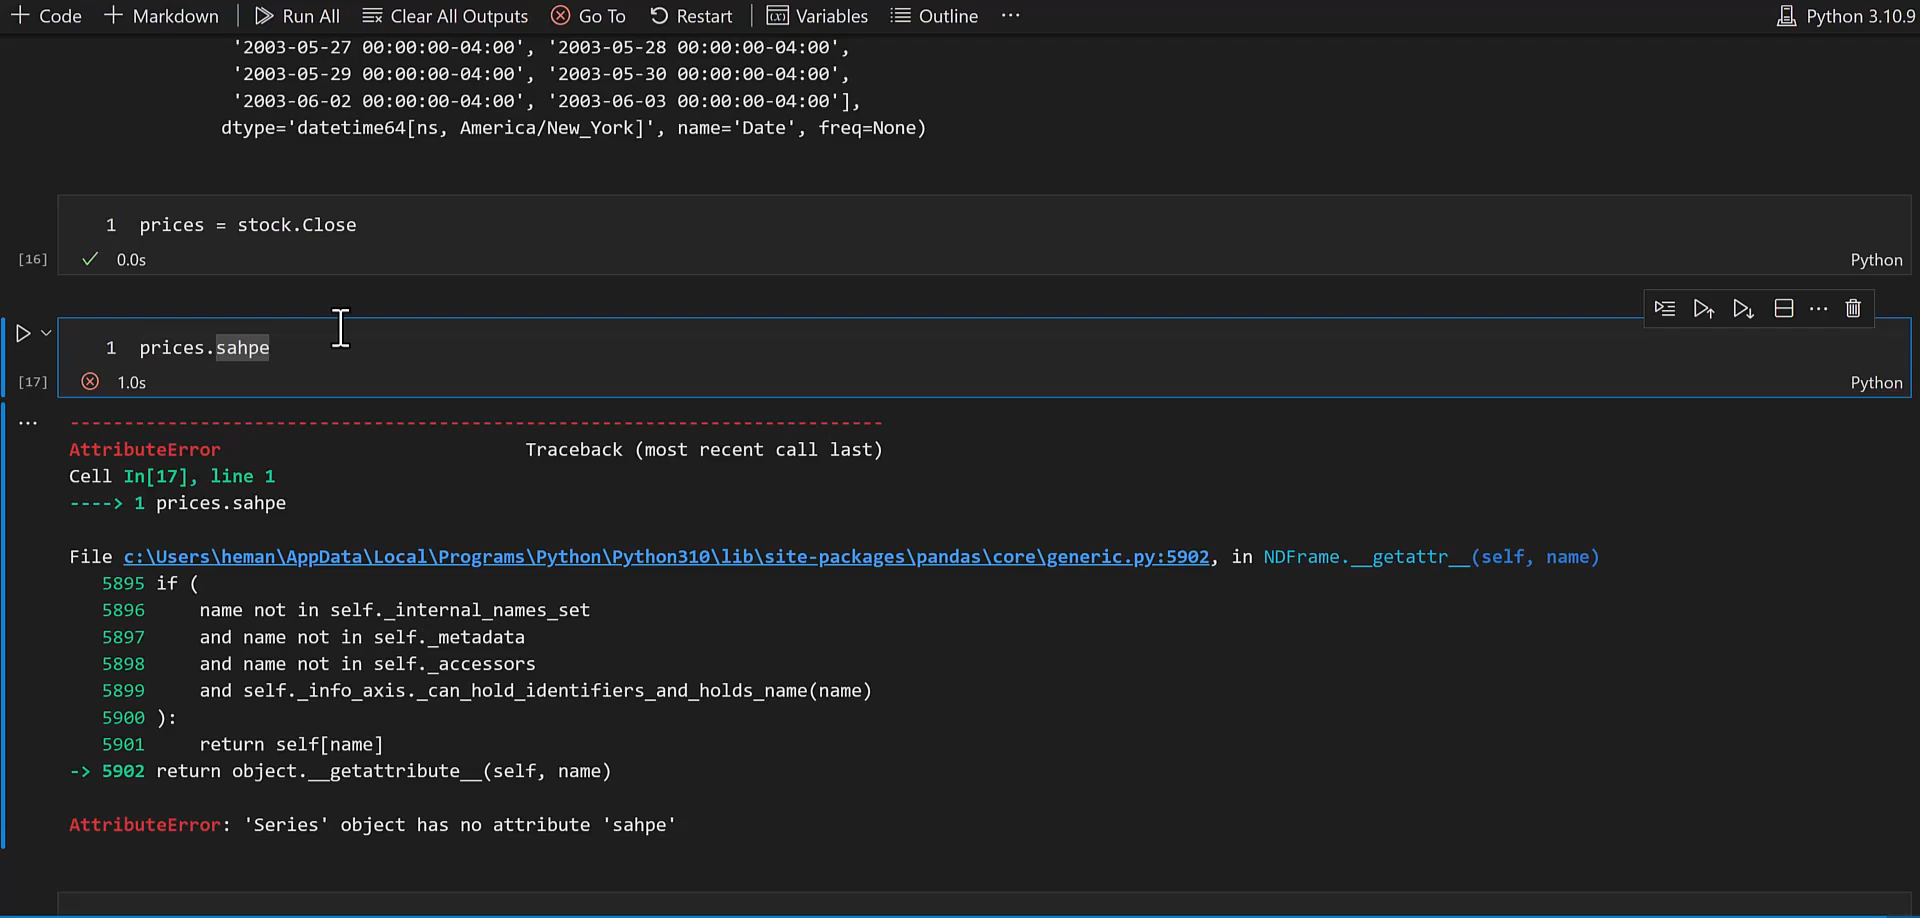 Code Markdown Run All Clear All Outputs Go To Restart Variables Outline ... Python 3.10.9
'2003-05-27 00:00:00-04:00', '2003-05-28 00:00:00-04:00',
'2003-05-29 00:00:00-04:00', '2003-05-30 00:00:00-04:00',
'2003-06-02 00:00:00-04:00', '2003-06-03 00:00:00-04:00'],
dtype='datetime64[ns, America/New_York]', name='Date', freq=None)
1 prices = stock.Close
[16] 0.0s Python
1 prices.sahpe
[17] 1.0s Python
---------------------------------------------------------------------------
AttributeError Traceback (most recent call last)
Cell In[17], line 1
----> 1 prices.sahpe
File c:\Users\heman\AppData\Local\Programs\Python\Python310\lib\site-packages\pandas\core\generic.py:5902, in NDFrame.__getattr__(self, name)
5895 if (
5896 name not in self._internal_names_set
5897 and name not in self._metadata
5898 and name not in self._accessors
5899 and self._info_axis._can_hold_identifiers_and_holds_name(name)
5900 ):
5901 return self[name]
-> 5902 return object.__getattribute__(self, name)
AttributeError: 'Series' object has no attribute 'sahpe'